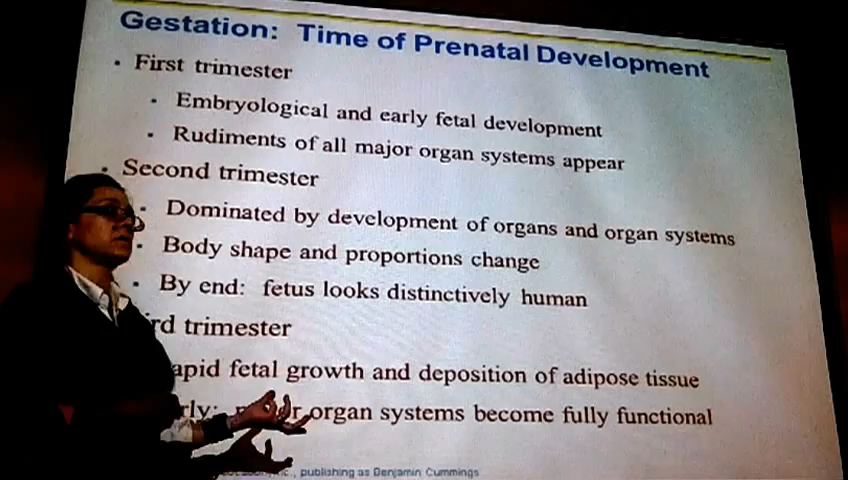 Gestation: Time of Prenatal Development
• First trimester
• Embryological and early fetal development
• Rudiments of all major organ systems appear
• Second trimester
• Dominated by development of organs and organ systems
• Body shape and proportions change
• By end: fetus looks distinctively human
rd trimester
apid fetal growth and deposition of adipose tissue
rly: organ systems become fully functional
publishing as Benjamin Cummings